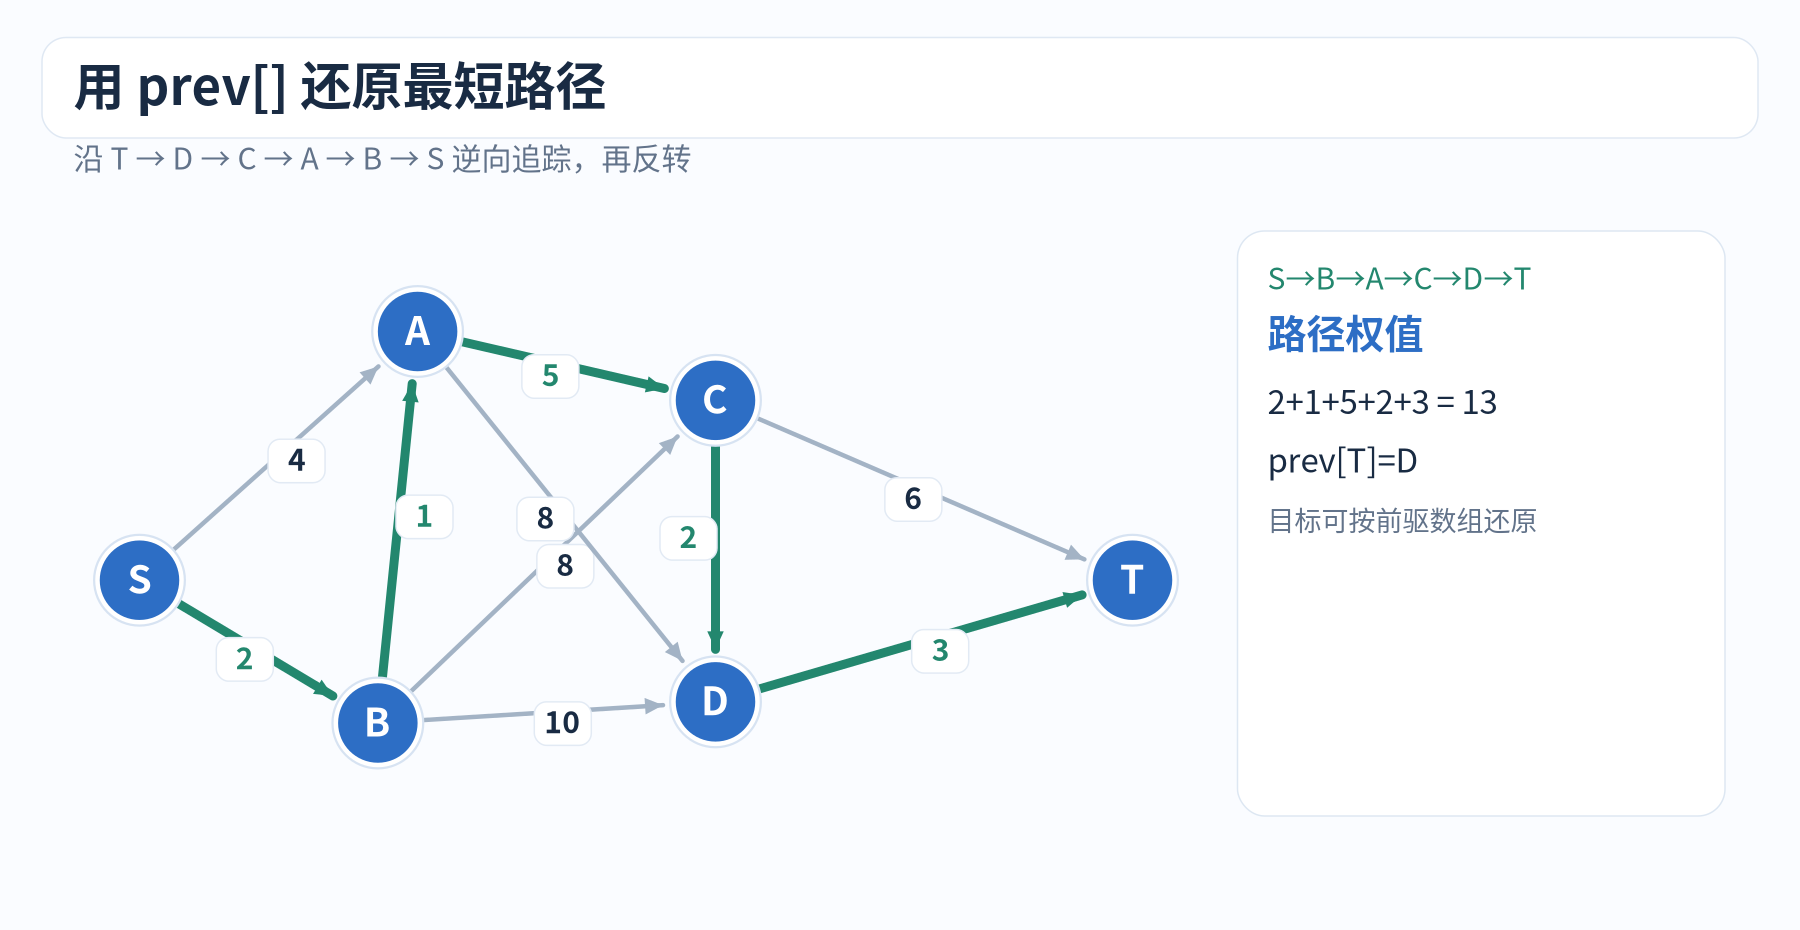 用 prev[] 还原最短路径
沿 T → D → C → A → B → S 逆向追踪，再反转
S→B→A→C→D→T
路径权值
2+1+5+2+3 = 13
prev[T]=D
目标可按前驱数组还原
A
5
C
4
1
8
8
2
6
S
T
2
3
B
10
D